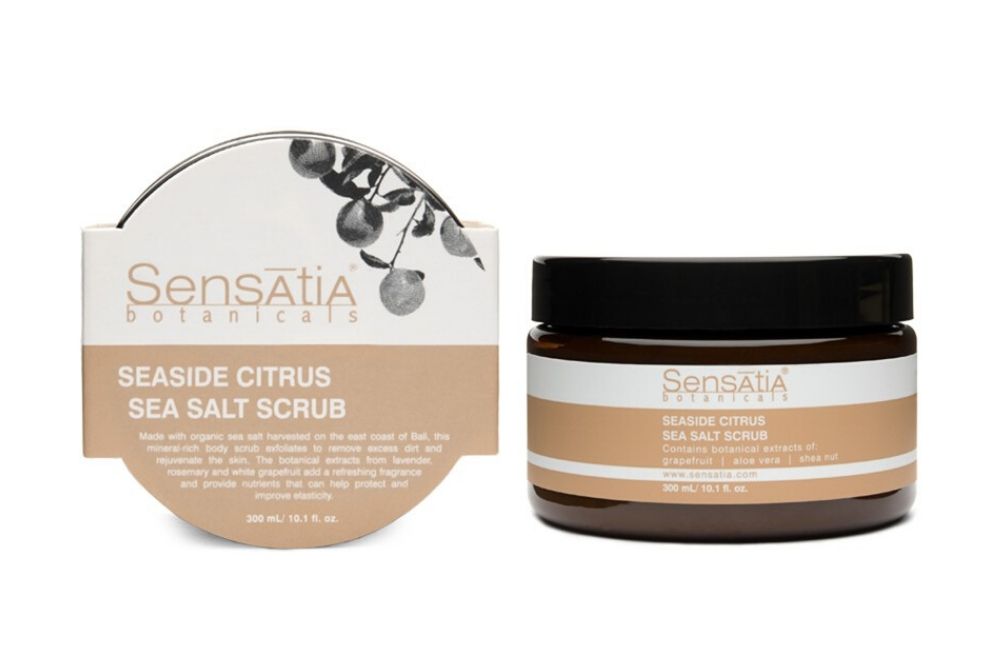 Sensatia®
botanicals
SEASIDE CITRUS
SEA SALT SCRUB
Made with organic sea salt harvested on the east coast of Bali, this
mineral-rich body scrub exfoliates to remove excess dirt and
rejuvenate the skin. The botanical extracts from lavender,
rosemary and white grapefruit add a refreshing fragrance
and provide nutrients that can help protect and
improve elasticity.
300 mL/ 10.1 fl. oz.
Sensatia®
botanicals
SEASIDE CITRUS
SEA SALT SCRUB
Contains botanical extracts of:
grapefruit | aloe vera | shea nut
www.sensatia.com
300 mL/ 10.1 fl. oz.